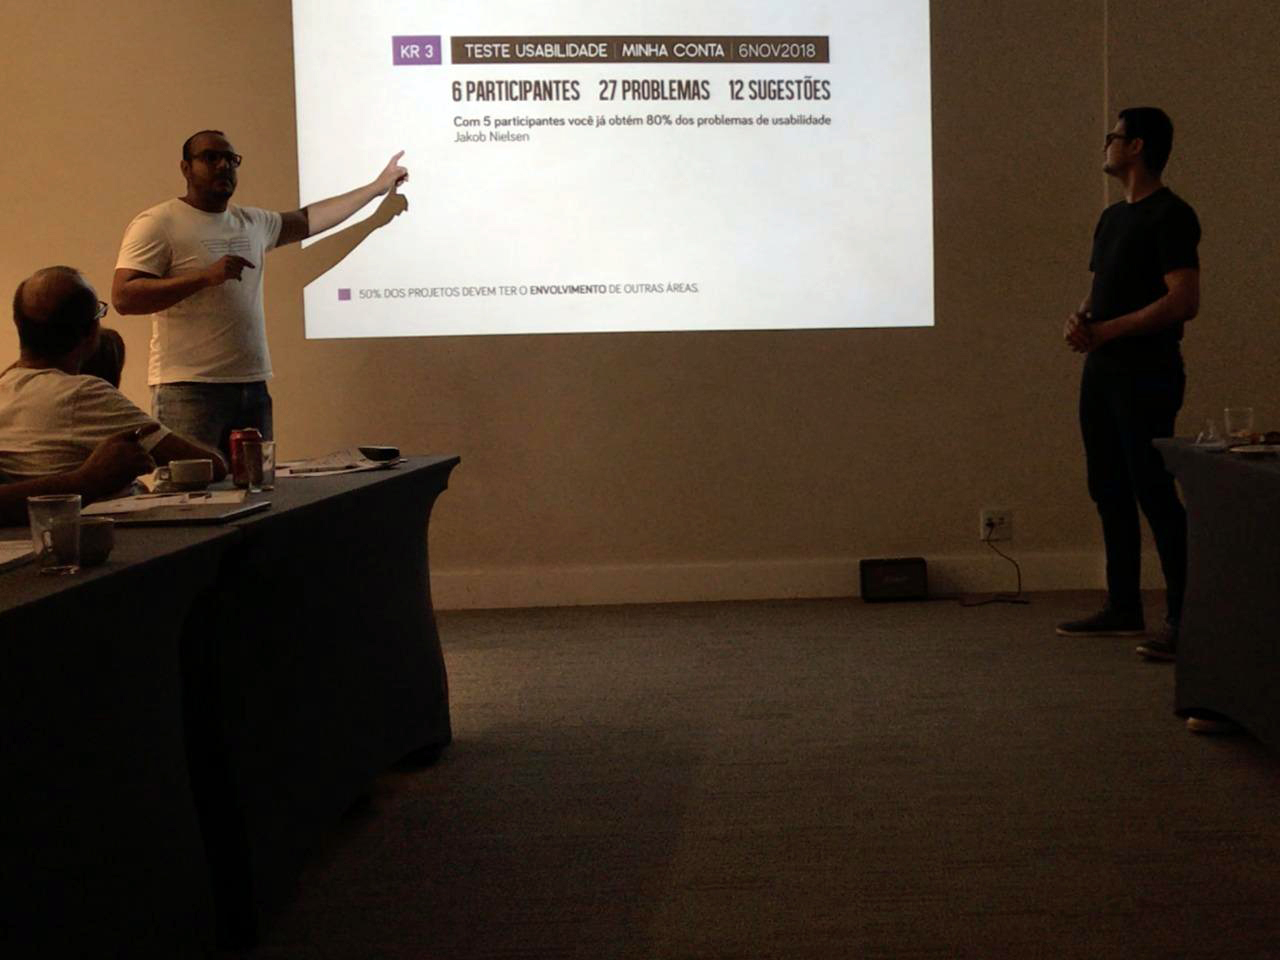 KR 3
TESTE USABILIDADE | MINHA CONTA | 6NOV2018
6 PARTICIPANTES 27 PROBLEMAS 12 SUGESTÕES
Com 5 participantes você já obtém 80% dos problemas de usabilidade
Jakob Nielsen
50% DOS PROJETOS DEVEM TER O ENVOLVIMENTO DE OUTRAS ÁREAS.